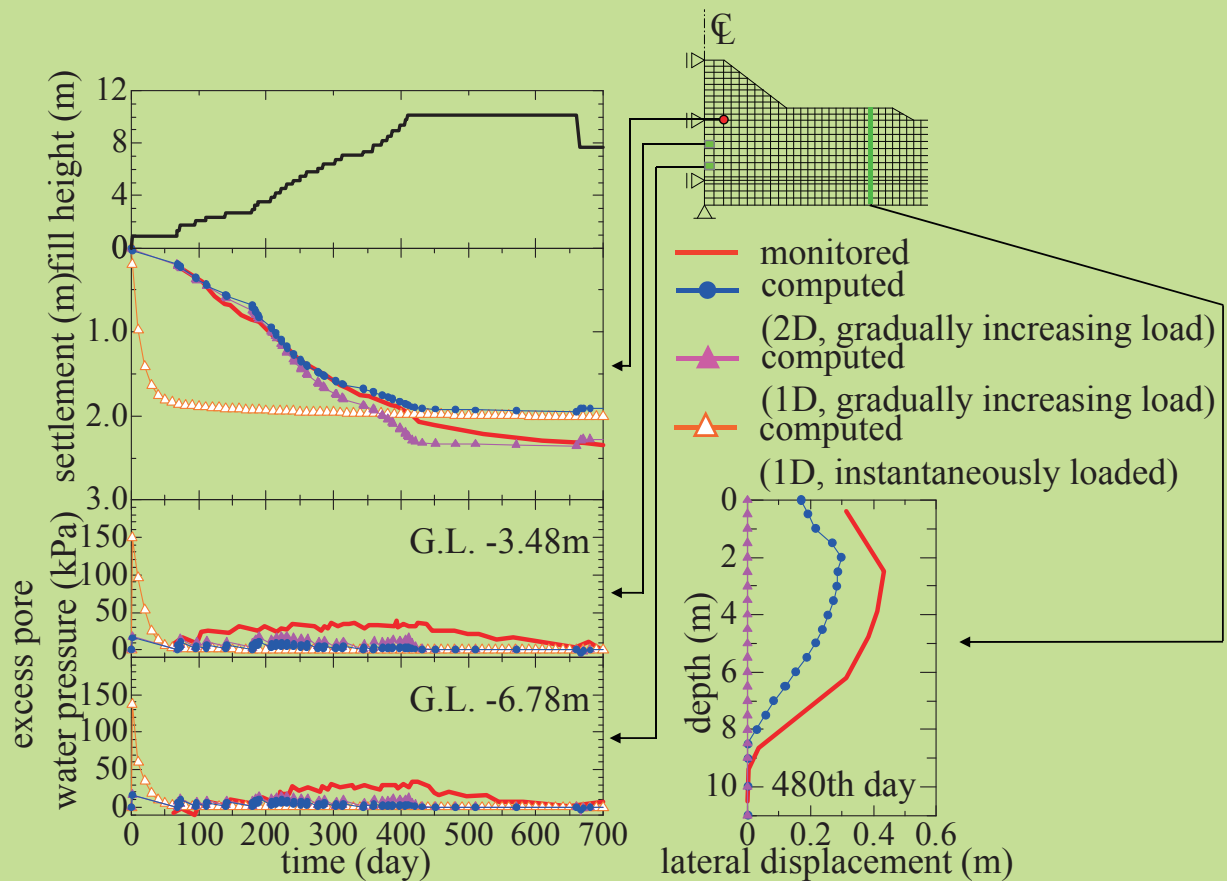 ℄
fill height (m)
12
8
4
0
settlement (m)
0
1.0
2.0
3.0
monitored
computed
(2D, gradually increasing load)
computed
(1D, gradually increasing load)
computed
(1D, instantaneously loaded)
excess pore
water pressure (kPa)
G.L. -3.48m
150
100
50
0
G.L. -6.78m
150
100
50
0
0 100 200 300 400 500 600 700
time (day)
depth (m)
0
2
4
6
8
10
480th day
0 0.2 0.4 0.6
lateral displacement (m)